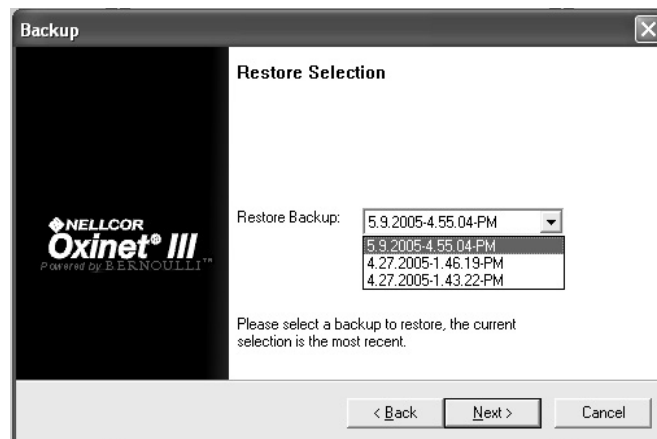 Backup
Restore Selection
NELLCOR
Oxinet® III
Powered by BERNOULLI™
Restore Backup:
5.9.2005-4.55.04-PM
5.9.2005-4.55.04-PM
4.27.2005-1.46.19-PM
4.27.2005-1.43.22-PM
Please select a backup to restore, the current
selection is the most recent.
< Back
Next >
Cancel